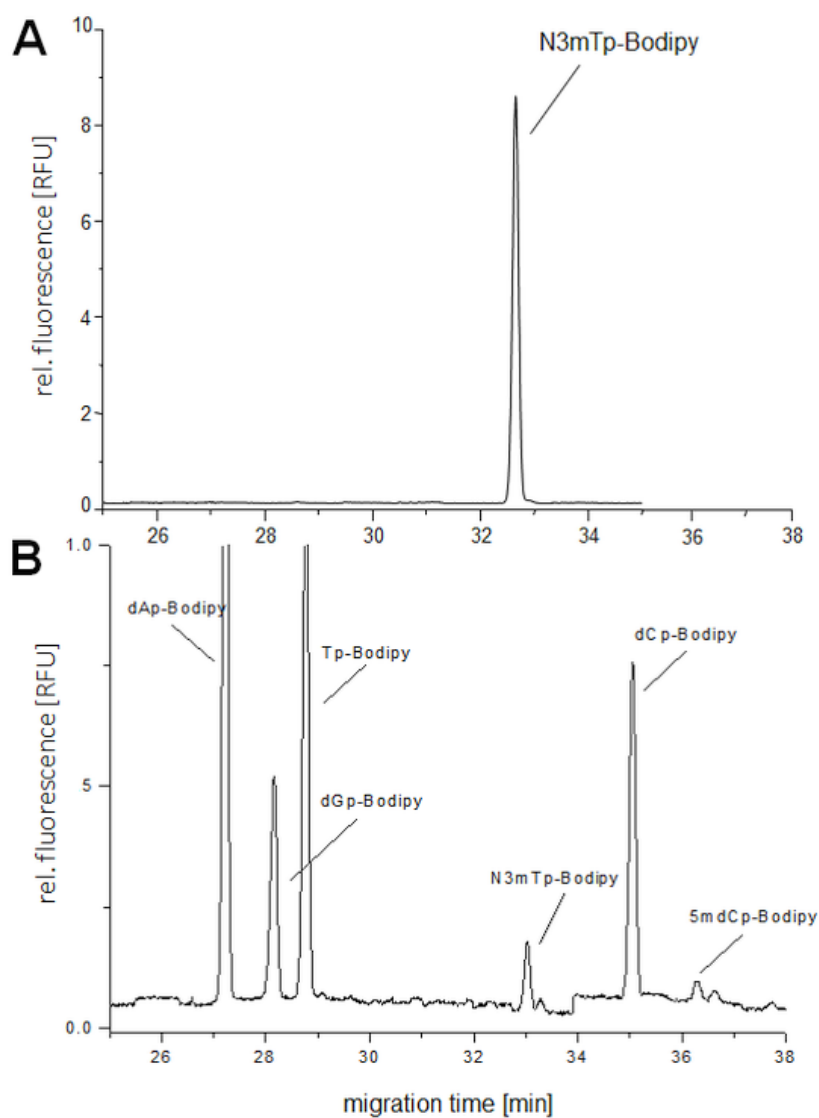 A
N3mTp-Bodipy
rel. fluorescence [RFU]
10
8
6
4
2
0
26 28 30 32 34 36 38
B
dAp-Bodipy
Tp-Bodipy
dGp-Bodipy
N3mTp-Bodipy
dCp-Bodipy
5mdCp-Bodipy
rel. fluorescence [RFU]
1.0
5
0.0
26 28 30 32 34 36 38
migration time [min]